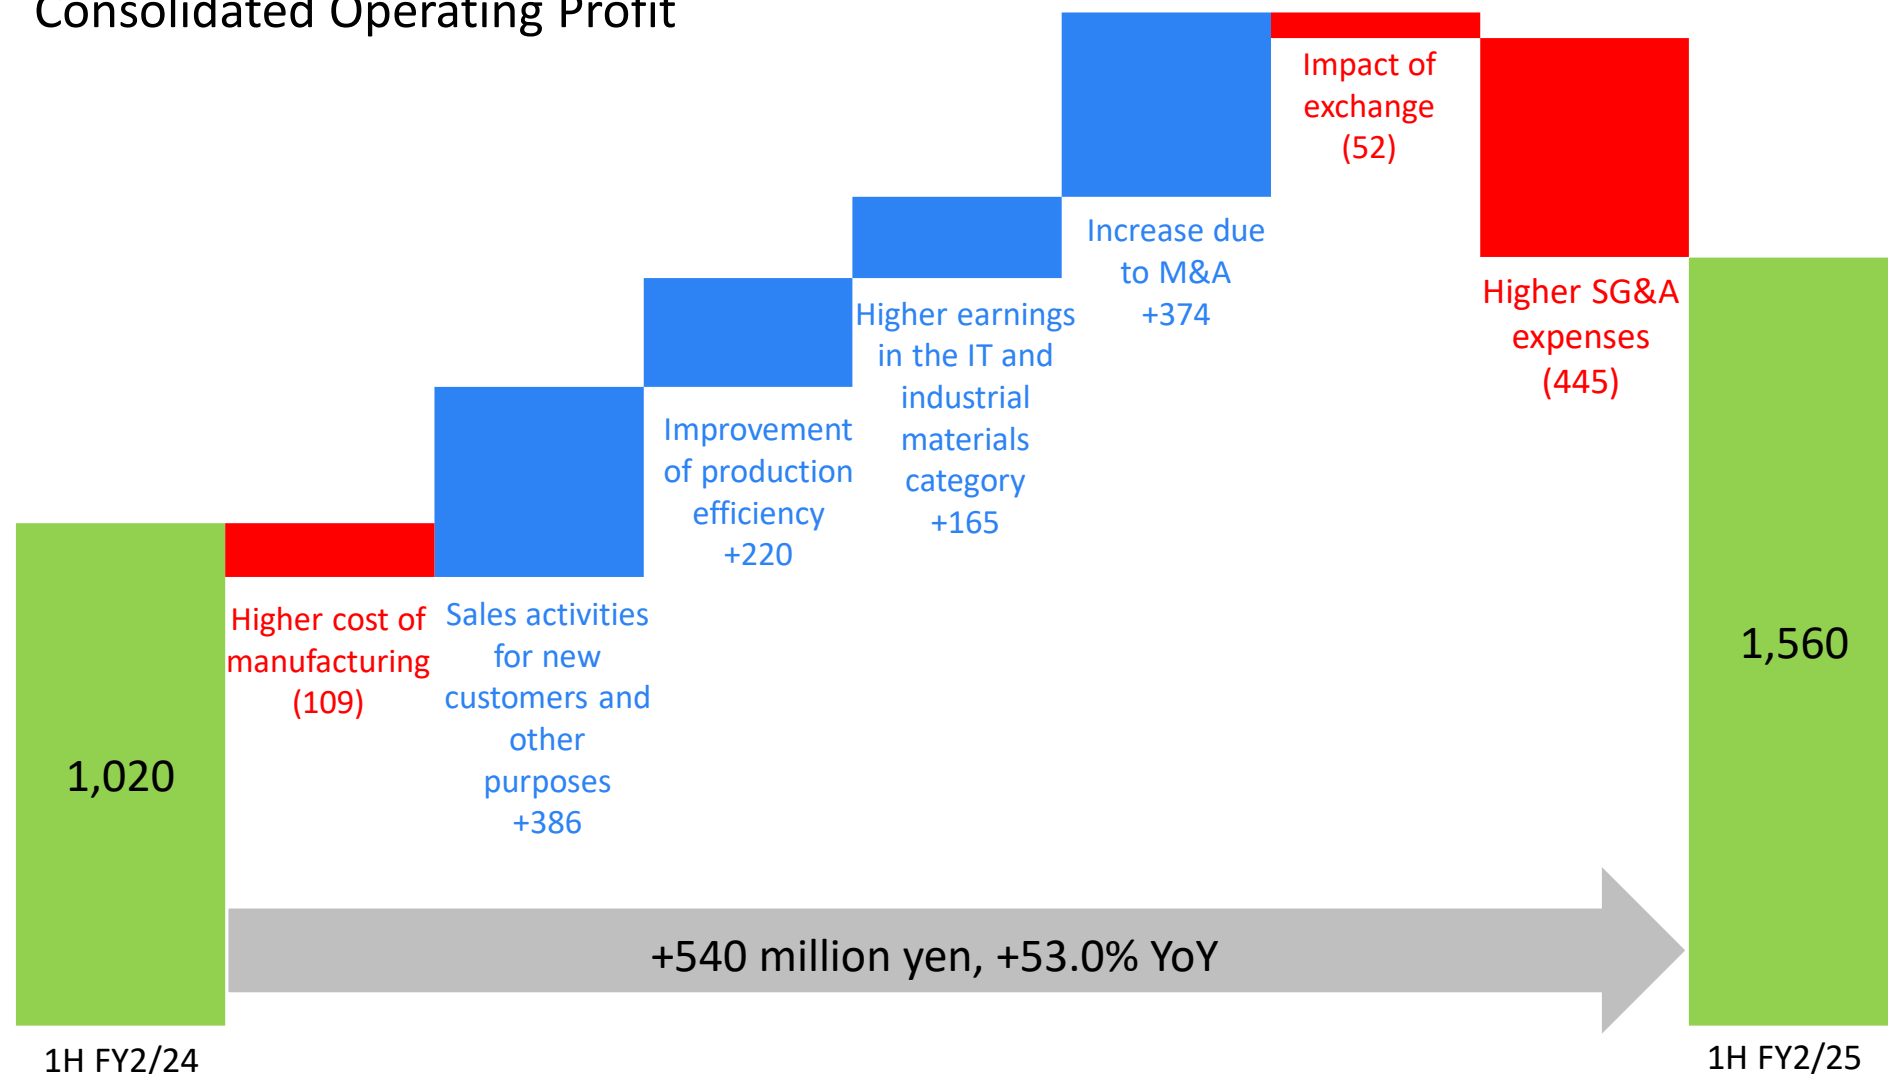 Consolidated Operating Profit
Impact of
exchange
(52)
Increase due
to M&A
+374
Higher SG&A
expenses
(445)
Higher earnings
in the IT and
industrial
materials
category
+165
Improvement
of production
efficiency
+220
Higher cost of
manufacturing
(109)
Sales activities
for new
customers and
other
purposes
+386
1,020
1,560
+540 million yen, +53.0% YoY
1H FY2/24
1H FY2/25